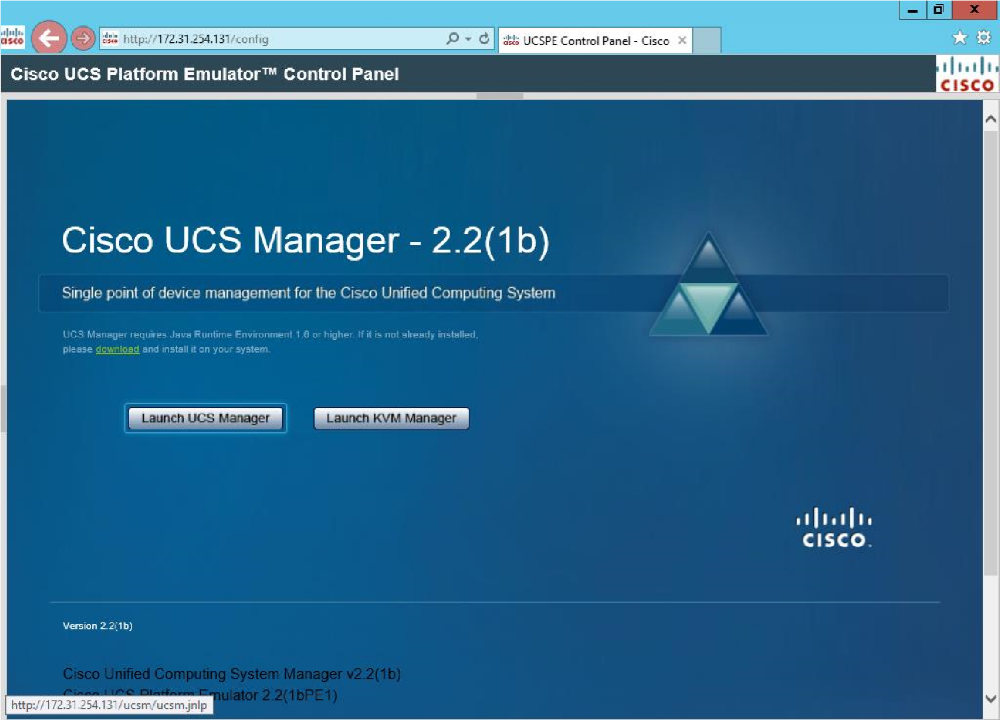 X
CISCO
http://172.31.254.131/config
CISCO
UCSPE Control Panel - Cisco
Cisco UCS Platform Emulator™ Control Panel
CISCO
Cisco UCS Manager - 2.2(1b)
Single point of device management for the Cisco Unified Computing System
UCS Manager requires Java Runtime Environment 1.6 or higher. If it is not already installed,
please download and install it on your system.
Launch UCS Manager
Launch KVM Manager
CISCO.
Version 2.2(1b)
Cisco Unified Computing System Manager v2.2(1b)
Cisco UCS Platform Emulator 2.2(1bPE1)
http://172.31.254.131/ucsm/ucsm.jnlp